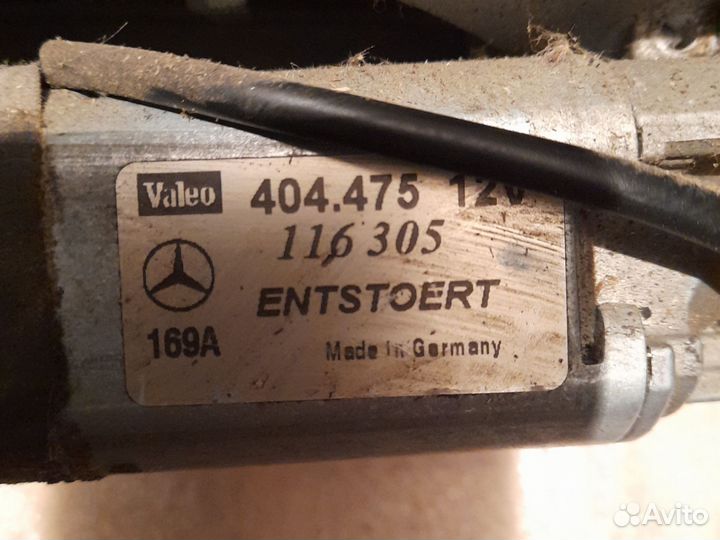 Valeo 404.475 12V
116 305
ENTSTOERT
169A Made in Germany
Avito